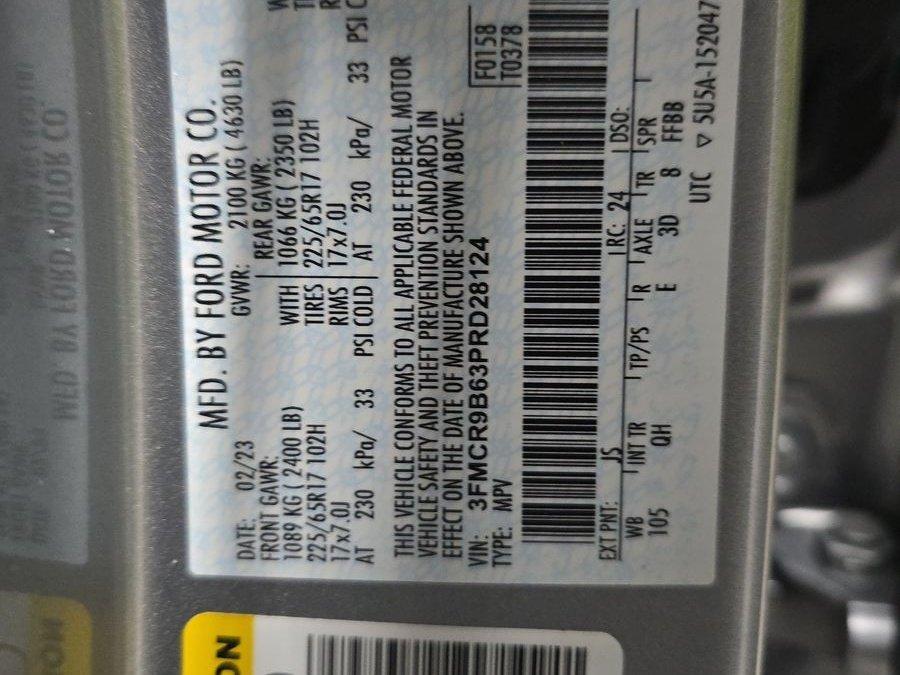 MFD. BY FORD MOTOR CO.
DATE: 02/23 GVWR: 2100 KG ( 4630 LB)
FRONT GAWR: REAR GAWR:
1089 KG ( 2400 LB) WITH 1066 KG ( 2350 LB)
225/65R17 102H TIRES 225/65R17 102H
17x7.0J RIMS 17x7.0J
AT 230 kPa/ 33 PSI COLD AT 230 kPa/ 33 PSI C
THIS VEHICLE CONFORMS TO ALL APPLICABLE FEDERAL MOTOR
VEHICLE SAFETY AND THEFT PREVENTION STANDARDS IN
EFFECT ON THE DATE OF MANUFACTURE SHOWN ABOVE.
VIN: 3FMCR9B63PRD28124
TYPE: MPV
F0158
T0378
EXT PNT: JS RC: 24 DSO:
WB INT TR TP/PS R AXLE TR SPR
105 QH E 3D 8 FFBB
UTC ▽ 5U5A-152047
ON